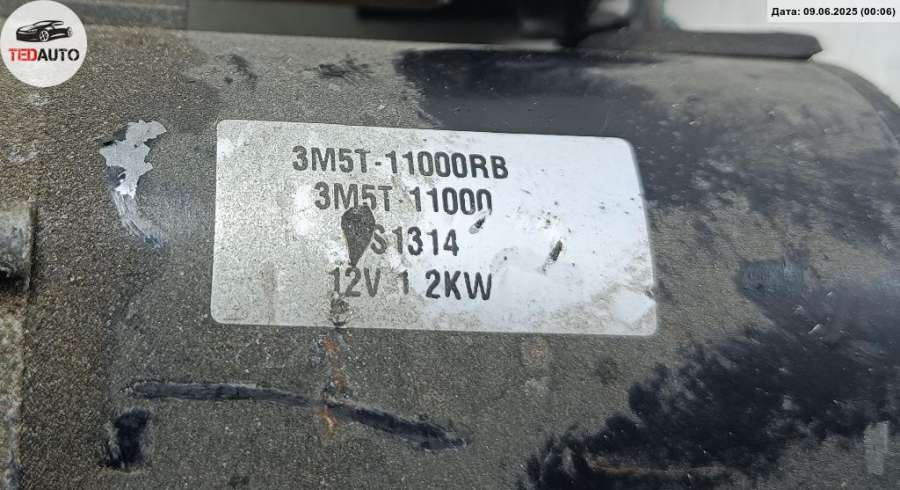 TEDAUTO
Дата: 09.06.2025 (00:06)
3M5T-11000RB
3M5T-11000
S1314
12V 1.2KW